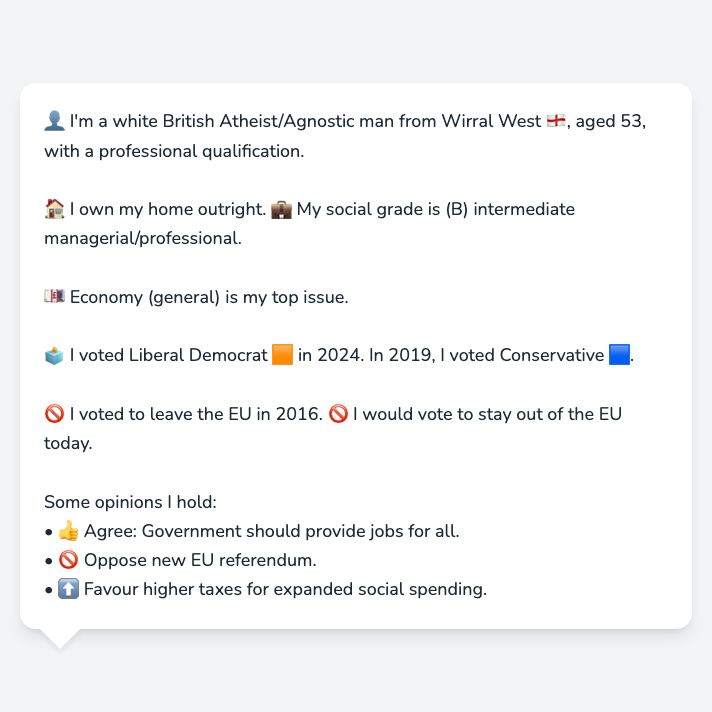 👤 I'm a white British Atheist/Agnostic man from Wirral West 🏴󠁧󠁢󠁥󠁮󠁧󠁿, aged 53,
with a professional qualification.
🏠 I own my home outright. 💼 My social grade is (B) intermediate
managerial/professional.
💷 Economy (general) is my top issue.
🗳️ I voted Liberal Democrat 🟧 in 2024. In 2019, I voted Conservative 🟦.
🚫 I voted to leave the EU in 2016. 🚫 I would vote to stay out of the EU
today.
Some opinions I hold:
• 👍 Agree: Government should provide jobs for all.
• 🚫 Oppose new EU referendum.
• ⬆️ Favour higher taxes for expanded social spending.